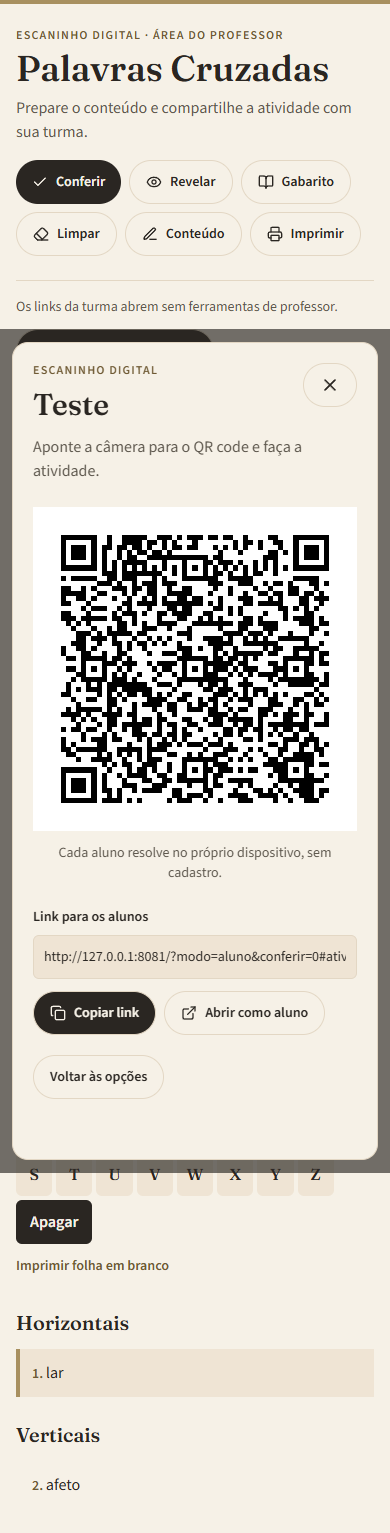 ESCANINHO DIGITAL · ÁREA DO PROFESSOR
Palavras Cruzadas
Prepare o conteúdo e compartilhe a atividade com
sua turma.
Conferir
Revelar
Gabarito
Limpar
Conteúdo
Imprimir
Os links da turma abrem sem ferramentas de professor.
ESCANINHO DIGITAL
Teste
Aponte a câmera para o QR code e faça a
atividade.
Cada aluno resolve no próprio dispositivo, sem
cadastro.
Link para os alunos
http://127.0.0.1:8081/?modo=aluno&conferir=0#ativ
Copiar link
Abrir como aluno
Voltar às opções
S T U V W X Y Z
Apagar
Imprimir folha em branco
Horizontais
1. lar
Verticais
2. afeto